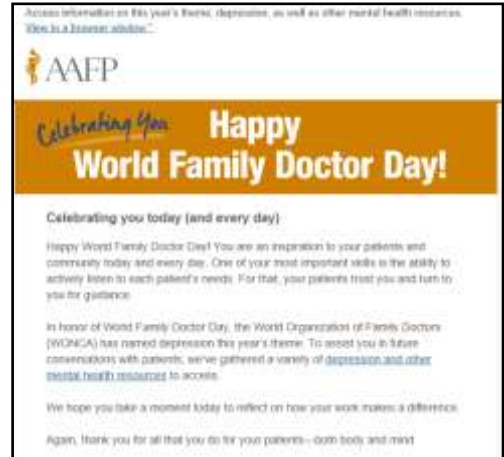 Access information on this year's theme, depression, as well as other mental health resources.
View in a browser window.
AAFP
Celebrating You
Happy
World Family Doctor Day!
Celebrating you today (and every day)
Happy World Family Doctor Day! You are an inspiration to your patients and
community today and every day. One of your most important skills is the ability to
actively listen to each patient's needs. For that, your patients trust you and turn to
you for guidance.
In honor of World Family Doctor Day, the World Organization of Family Doctors
(WONCA) has named depression this year's theme. To assist you in future
conversations with patients, we've gathered a variety of depression and other
mental health resources to access.
We hope you take a moment today to reflect on how your work makes a difference.
Again, thank you for all that you do for your patients—both body and mind